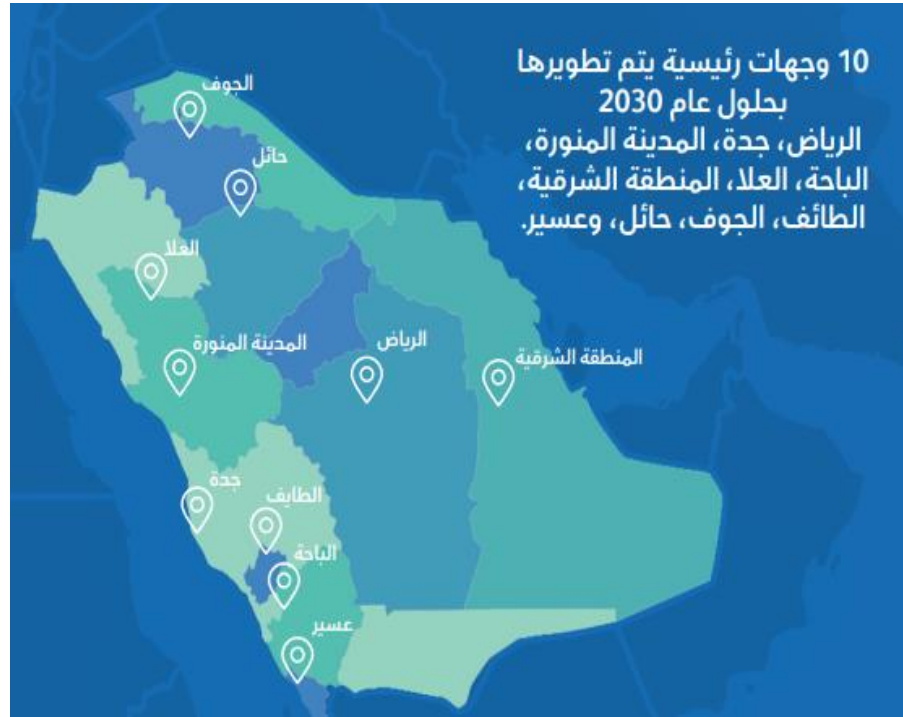 10 وجهات رئيسية يتم تطويرها
بحلول عام 2030
الرياض، جدة، المدينة المنورة،
الباحة، العلا، المنطقة الشرقية،
الطائف، الجوف، حائل، وعسير.
الجوف
حائل
العلا
المدينة المنورة
الرياض
المنطقة الشرقية
جدة
الطايف
الباحة
عسير